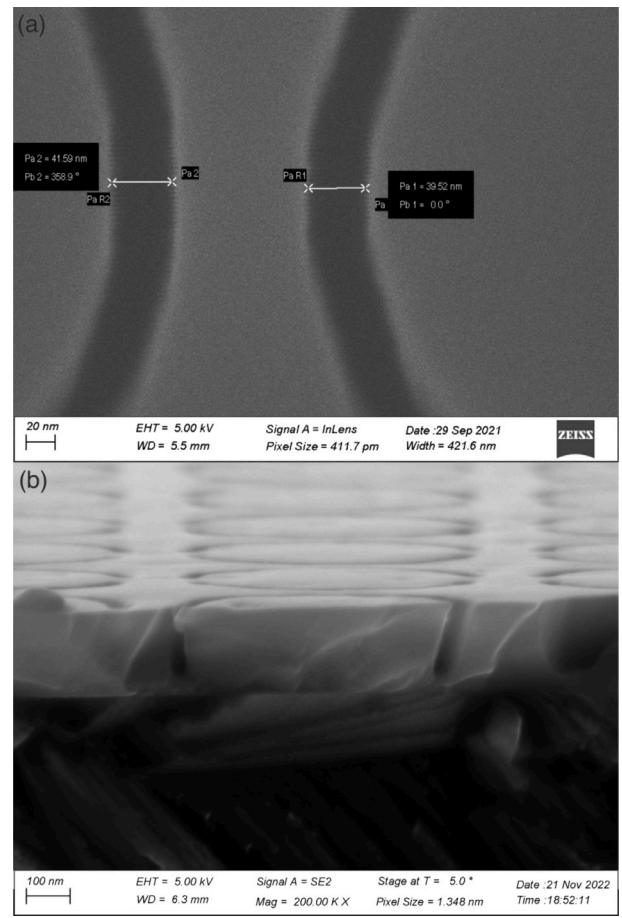 (a)
Pa 2 = 41.59 nm
Pb 2 = 358.9 °
Pa 2
Pa R2
Pa R1
Pa 1 = 39.52 nm
Pb 1 = 0.0 °
Pa
20 nm
EHT = 5.00 kV
WD = 5.5 mm
Signal A = InLens
Pixel Size = 411.7 pm
Date :29 Sep 2021
Width = 421.6 nm
ZEISS
(b)
100 nm
EHT = 5.00 kV
WD = 6.3 mm
Signal A = SE2
Mag = 200.00 K X
Stage at T = 5.0 °
Pixel Size = 1.348 nm
Date :21 Nov 2022
Time :18:52:11